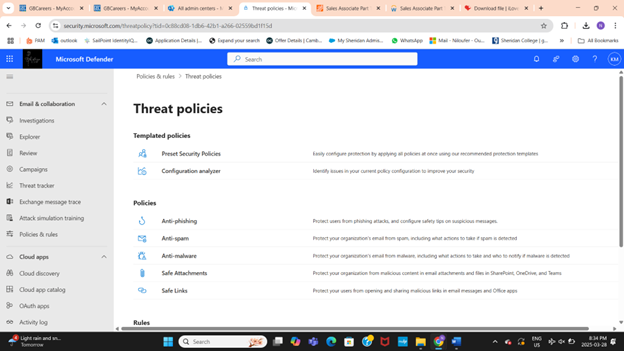 GBCareers – MyAcco
GBCareers – MyAcco
All admin centers –
Threat policies – Mi
Sales Associate Part
Sales Associate Part
Download file | iLov
security.microsoft.com/threatpolicy?tid=
PAM
outlook
SailPoint IdentityIQ
Application Details |
Expand your search
Offer Details | Camb
My Sheridan Admis
WhatsApp
Sheridan College | g
All Bookmarks
Microsoft Defender
Search
KM
Policies & rules > Threat policies
Threat policies
Email & collaboration
Investigations
Explorer
Review
Campaigns
Threat tracker
Exchange message trace
Attack simulation training
Policies & rules
Cloud apps
Cloud discovery
Cloud app catalog
OAuth apps
Activity log
Templated policies
Preset Security Policies Easily configure protection by applying all policies at once using our recommended protection templates
Configuration analyzer Identify issues in your current policy configuration to improve your security
Policies
Anti-phishing Protect users from phishing attacks, and configure safety tips on suspicious messages.
Anti-spam Protect your organization's email from spam, including what actions to take if spam is detected
Anti-malware Protect your organization's email from malware, including what actions to take and who to notify if malware is detected
Safe Attachments Protect your organization from malicious content in email attachments and files in SharePoint, OneDrive, and Teams
Safe Links Protect your users from opening and sharing malicious links in email messages and Office apps
Rules
Light rain and sn...
Tomorrow
Search
ENG
US
8:34 PM
2025-03-28